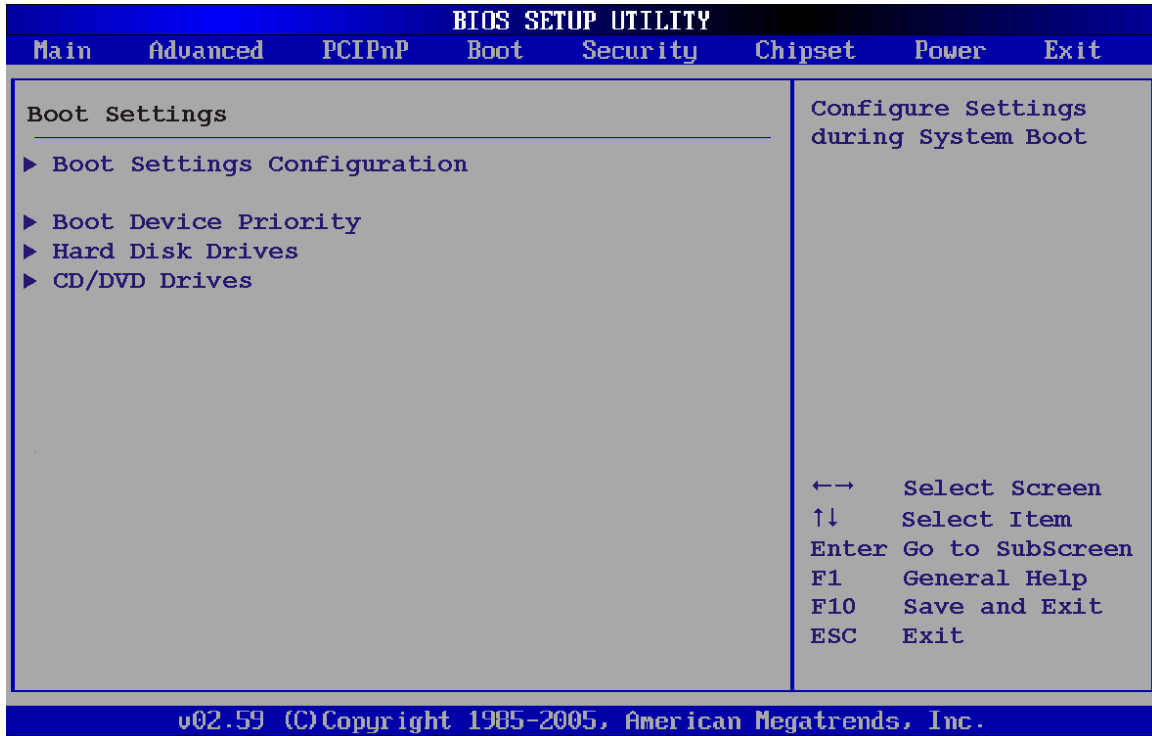 BIOS SETUP UTILITY
Main Advanced PCIPnP Boot Security Chipset Power Exit
Boot Settings
▶ Boot Settings Configuration
▶ Boot Device Priority
▶ Hard Disk Drives
▶ CD/DVD Drives
Configure Settings
during System Boot
←→ Select Screen
↑↓ Select Item
Enter Go to SubScreen
F1 General Help
F10 Save and Exit
ESC Exit
v02.59 (C)Copyright 1985-2005, American Megatrends, Inc.